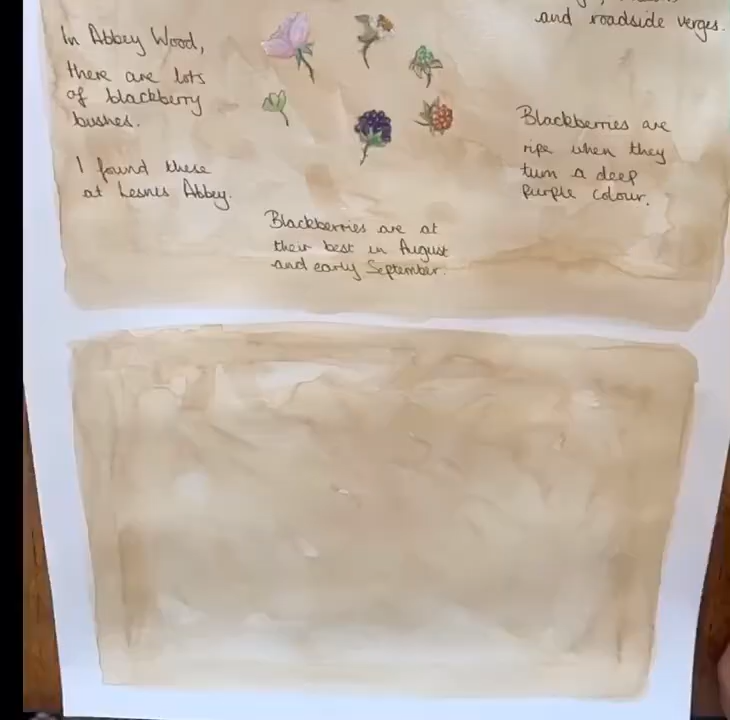 In Abbey Wood,
there are lots
of blackberry
bushes.
I found these
at Lesnes Abbey.
Blackberries are at
their best in August
and early September.
and roadside verges.
Blackberries are
ripe when they
turn a deep
purple colour.